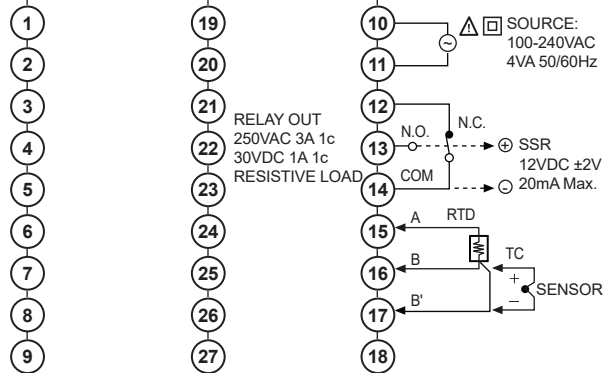 1
2
3
4
5
6
7
8
9
19
20
21
22
23
24
25
26
27
RELAY OUT
250VAC 3A 1c
30VDC 1A 1c
RESISTIVE LOAD
10
11
12
13
14
15
16
17
18
SOURCE:
100-240VAC
4VA 50/60Hz
N.O.
N.C.
COM
SSR
12VDC ±2V
20mA Max.
A
RTD
B
B'
TC
+
−
SENSOR